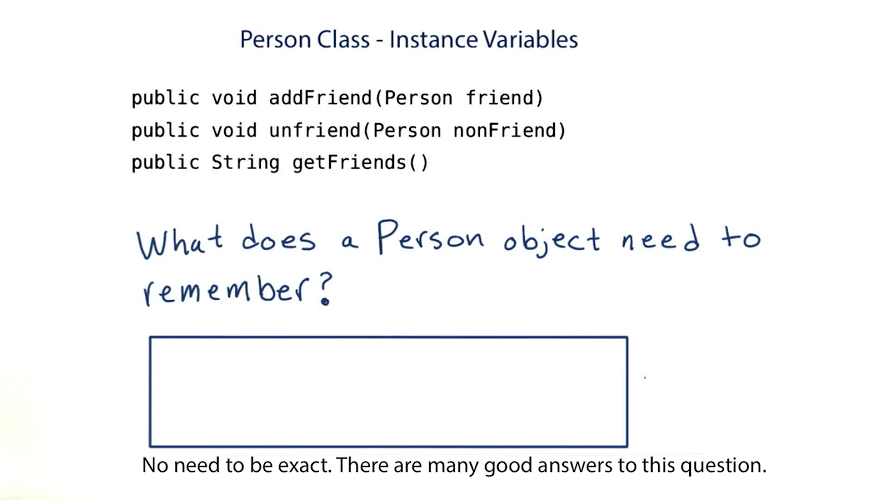 Person Class - Instance Variables
public void addFriend(Person friend)
public void unfriend(Person nonFriend)
public String getFriends()
What does a Person object need to
remember?
No need to be exact. There are many good answers to this question.